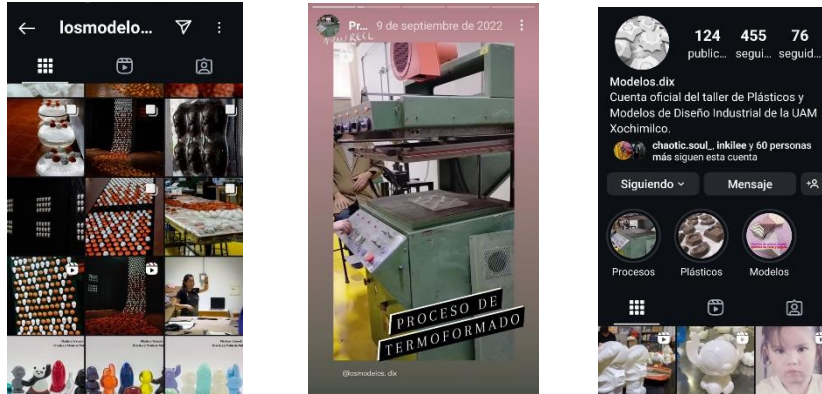 losmodelo...
Pr... 9 de septiembre de 2022
PROCESO DE
TERMOFORMADO
@losmodelos.dix
124 455 76
public... segui... seguid...
Modelos.dix
Cuenta oficial del taller de Plásticos y
Modelos de Diseño Industrial de la UAM
Xochimilco.
chaotic.soul_, inkilee y 60 personas
más siguen esta cuenta
Siguiendo Mensaje
Procesos Plásticos Modelos